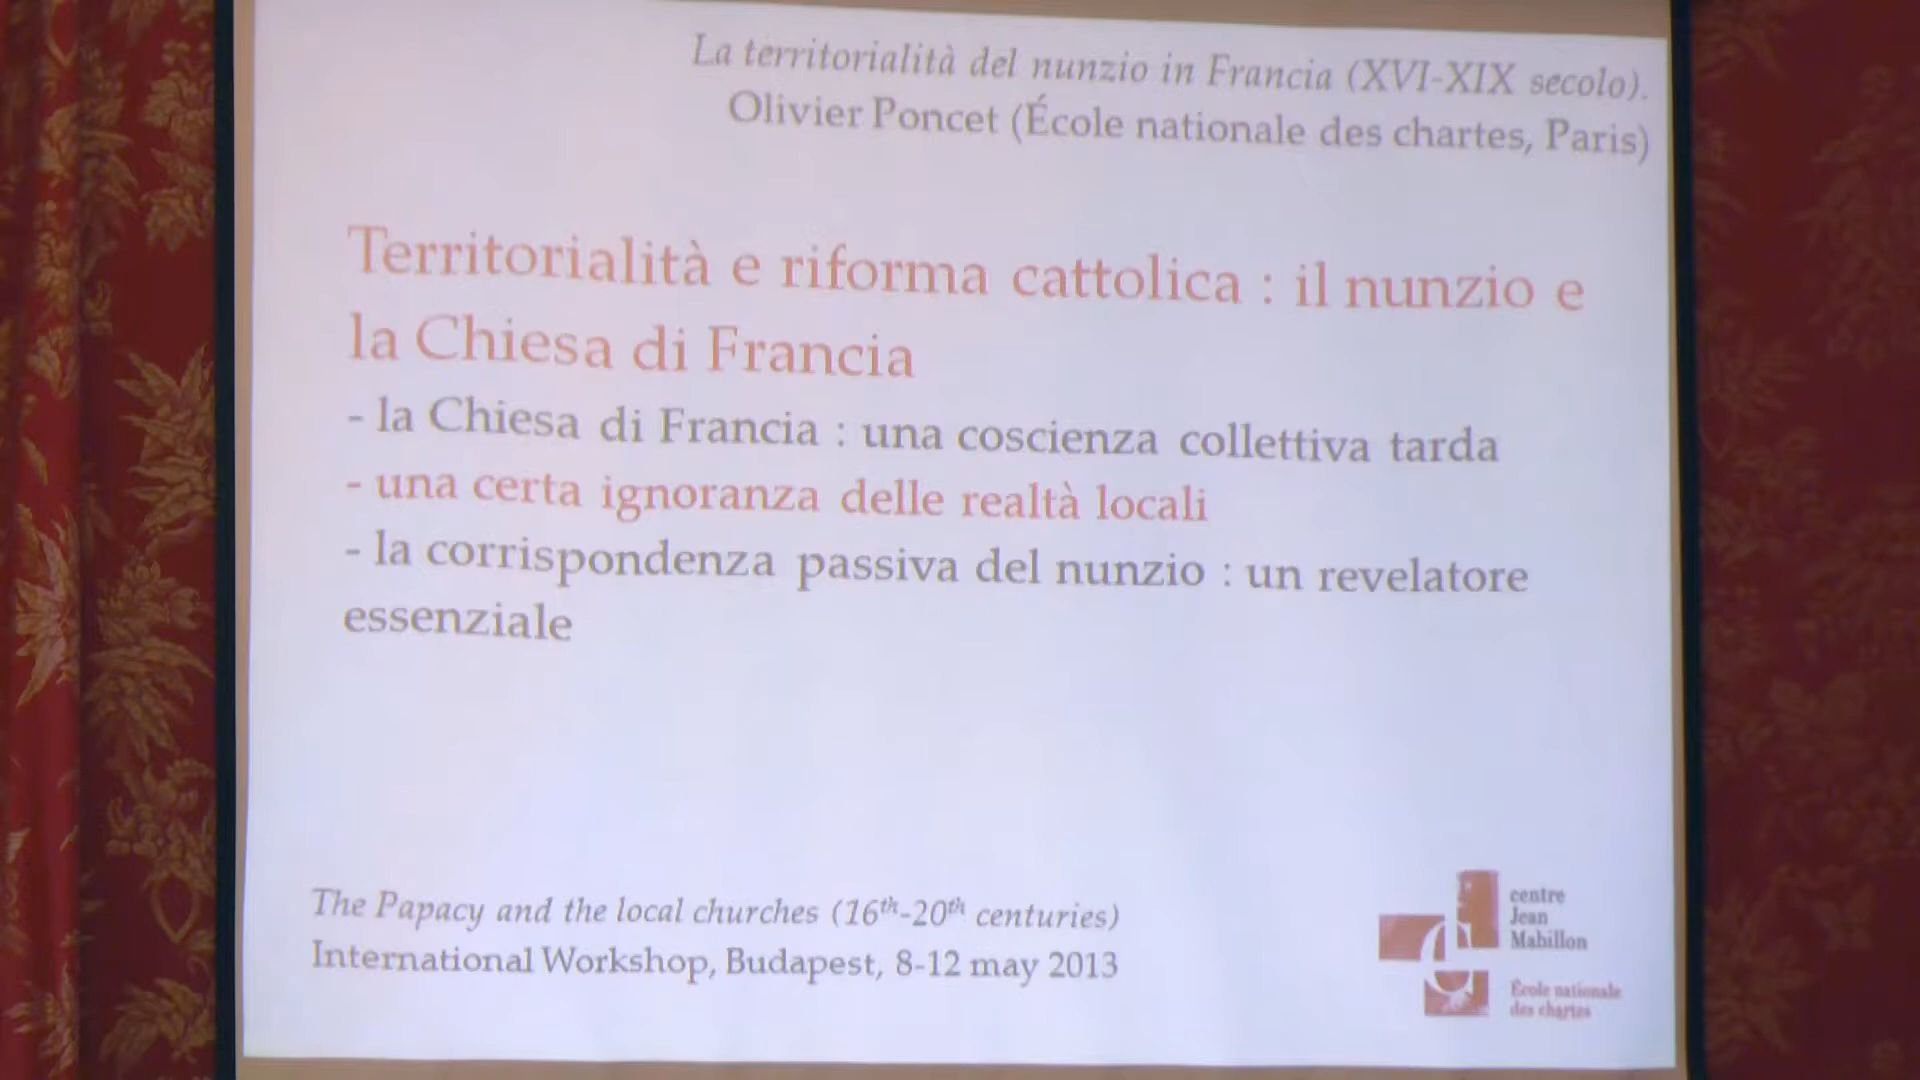 La territorialità del nunzio in Francia (XVI-XIX secolo).
Olivier Poncet (École nationale des chartes, Paris)
Territorialità e riforma cattolica : il nunzio e
la Chiesa di Francia
- la Chiesa di Francia : una coscienza collettiva tarda
- una certa ignoranza delle realtà locali
- la corrispondenza passiva del nunzio : un revelatore
essenziale
The Papacy and the local churches (16th-20th centuries)
International Workshop, Budapest, 8-12 may 2013
centre
Jean
Mabillon
École nationale
des chartes